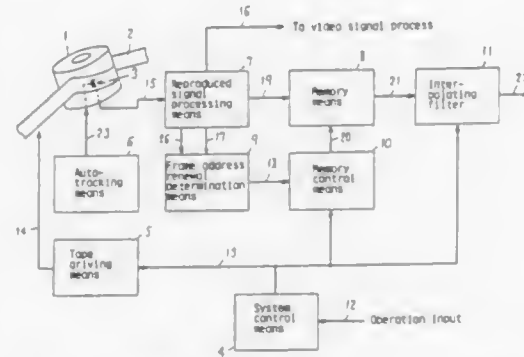 16
To video signal process
1
2
3
15
7
8
11
Reproduced
signal
processing
means
19
Memory
means
21
Inter-
polating
filter
22
23
6
16
17
9
20
10
Auto-
tracking
means
Frame address
renewal
determination
means
Memory
control
means
14
5
13
Tape
driving
means
System
control
means
12
Operation input
4